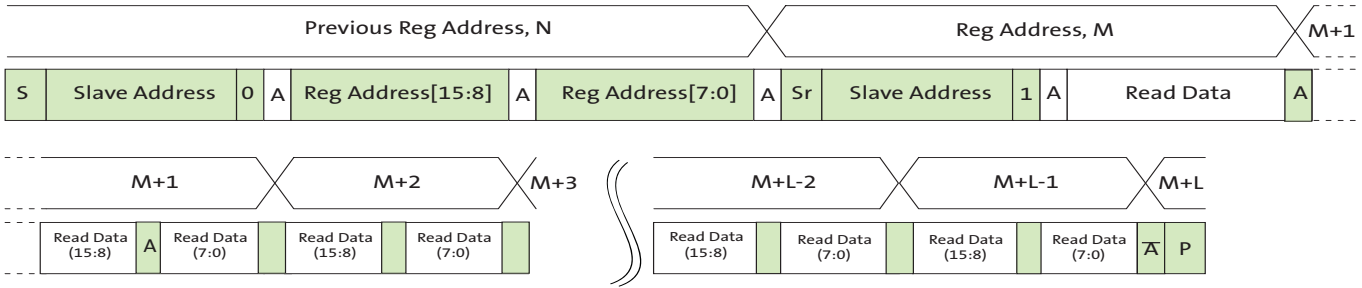 Previous Reg Address, N Reg Address, M M+1
S Slave Address 0 A Reg Address[15:8] A Reg Address[7:0] A Sr Slave Address 1 A Read Data A
M+1 M+2 M+3 M+L-2 M+L-1 M+L
Read Data (15:8) A Read Data (7:0) Read Data (15:8) Read Data (7:0) Read Data (15:8) Read Data (7:0) Read Data (15:8) Read Data (7:0) A̅ P